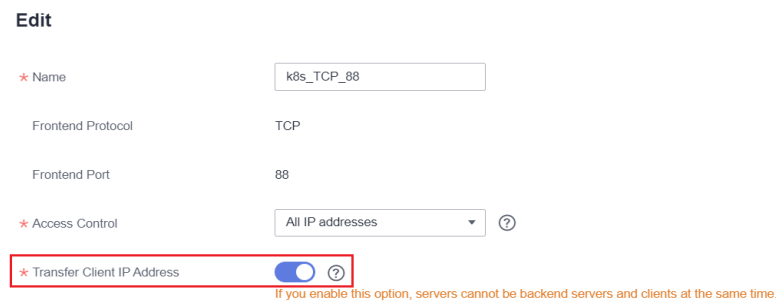 Edit
* Name k8s_TCP_88
Frontend Protocol TCP
Frontend Port 88
* Access Control All IP addresses ?
* Transfer Client IP Address ?
If you enable this option, servers cannot be backend servers and clients at the same time.